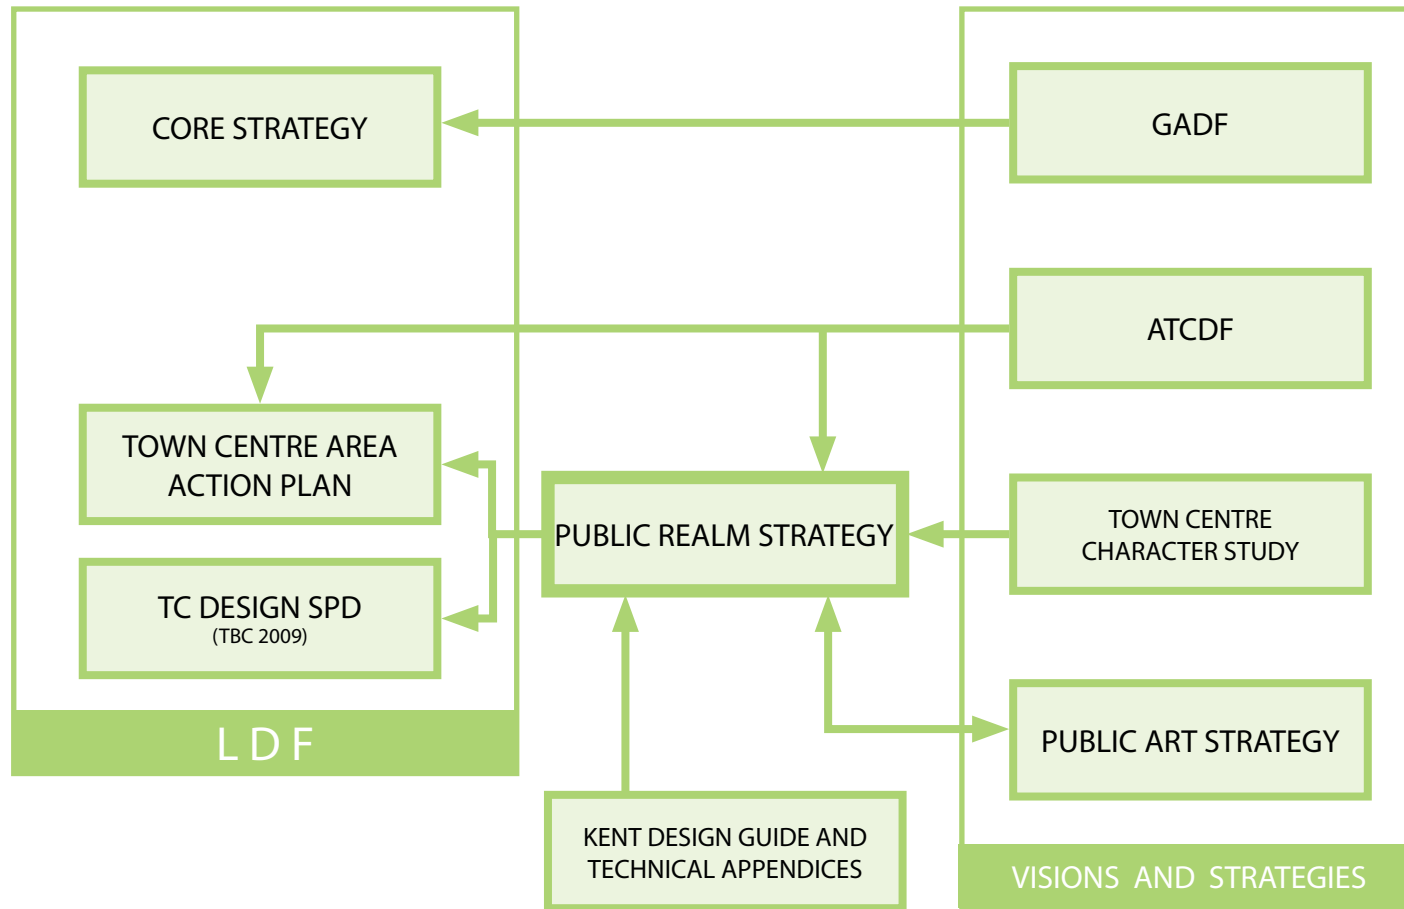 CORE STRATEGY
GADF
ATCDF
TOWN CENTRE AREA
ACTION PLAN
PUBLIC REALM STRATEGY
TOWN CENTRE
CHARACTER STUDY
TC DESIGN SPD
(TBC 2009)
LDF
PUBLIC ART STRATEGY
KENT DESIGN GUIDE AND
TECHNICAL APPENDICES
VISIONS AND STRATEGIES